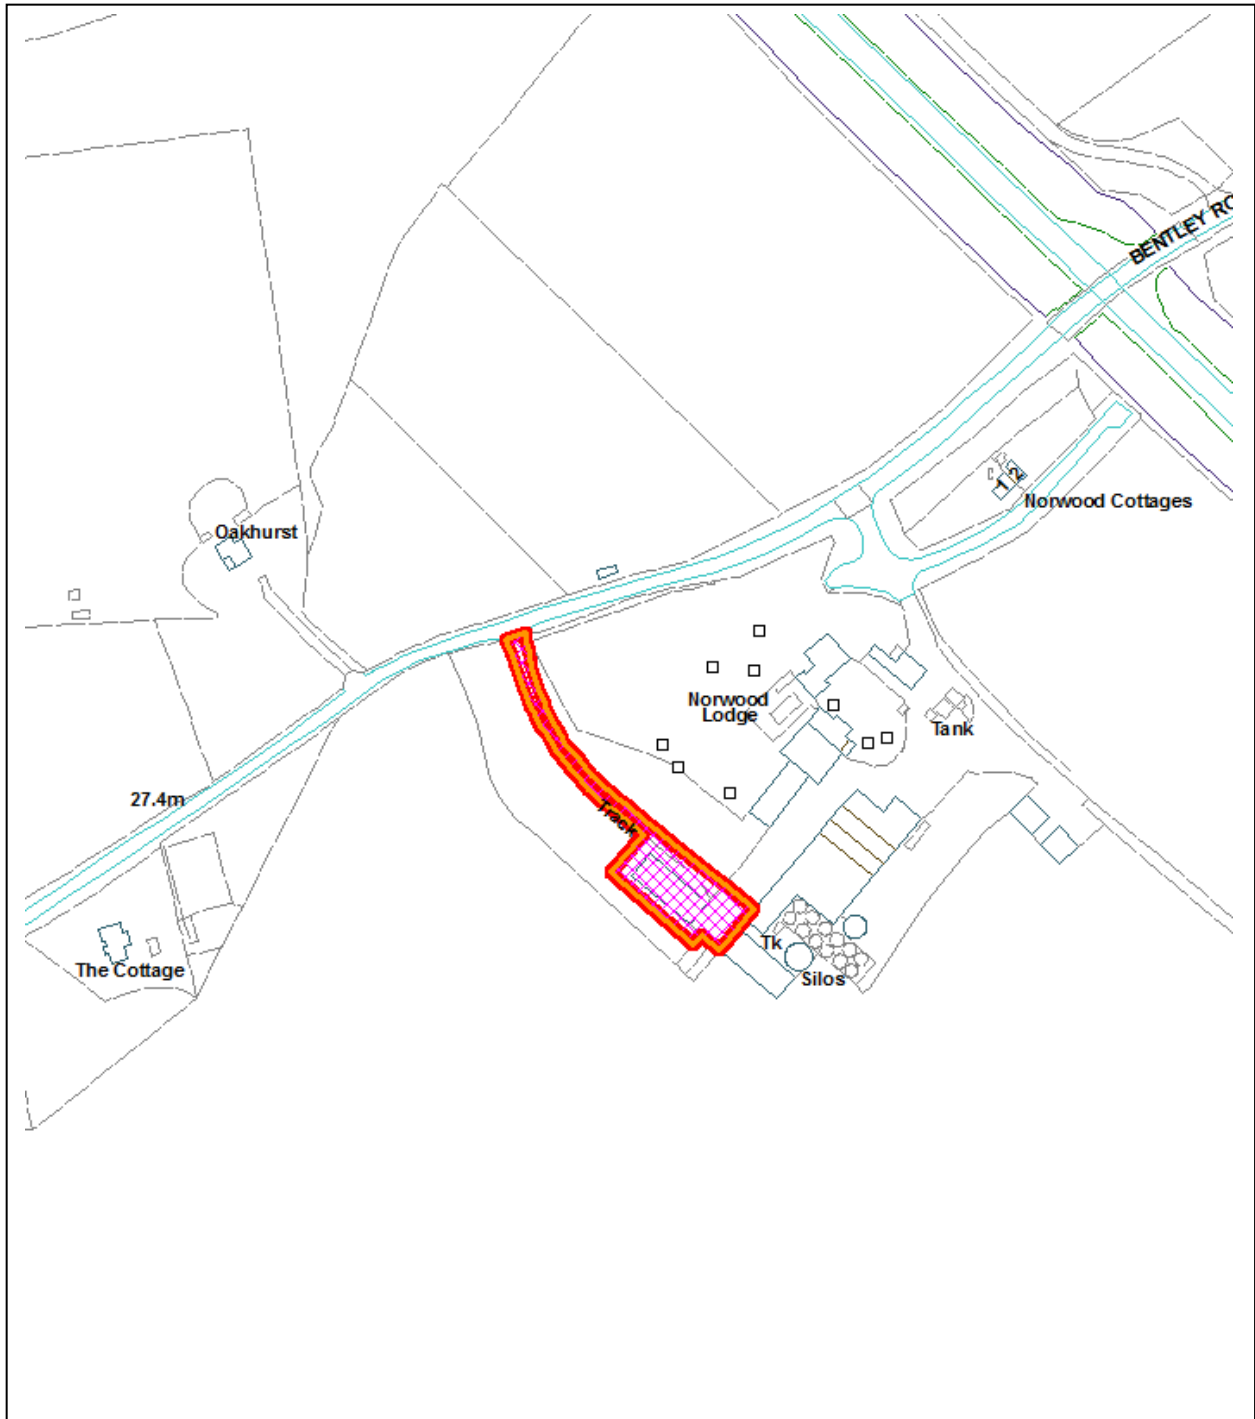 BENTLEY RO
1
2
Norwood Cottages
Oakhurst
Norwood
Lodge
Tank
27.4m
Track
Tk
The Cottage
Silos